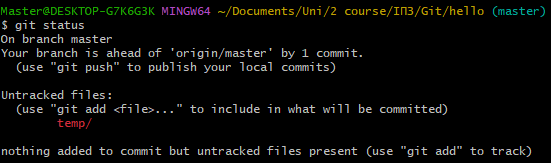 Master@DESKTOP-G7K6G3K MINGW64 ~/Documents/Uni/2 course/ІПЗ/Git/hello (master)
$ git status
On branch master
Your branch is ahead of 'origin/master' by 1 commit.
  (use "git push" to publish your local commits)

Untracked files:
  (use "git add <file>..." to include in what will be committed)
        temp/

nothing added to commit but untracked files present (use "git add" to track)